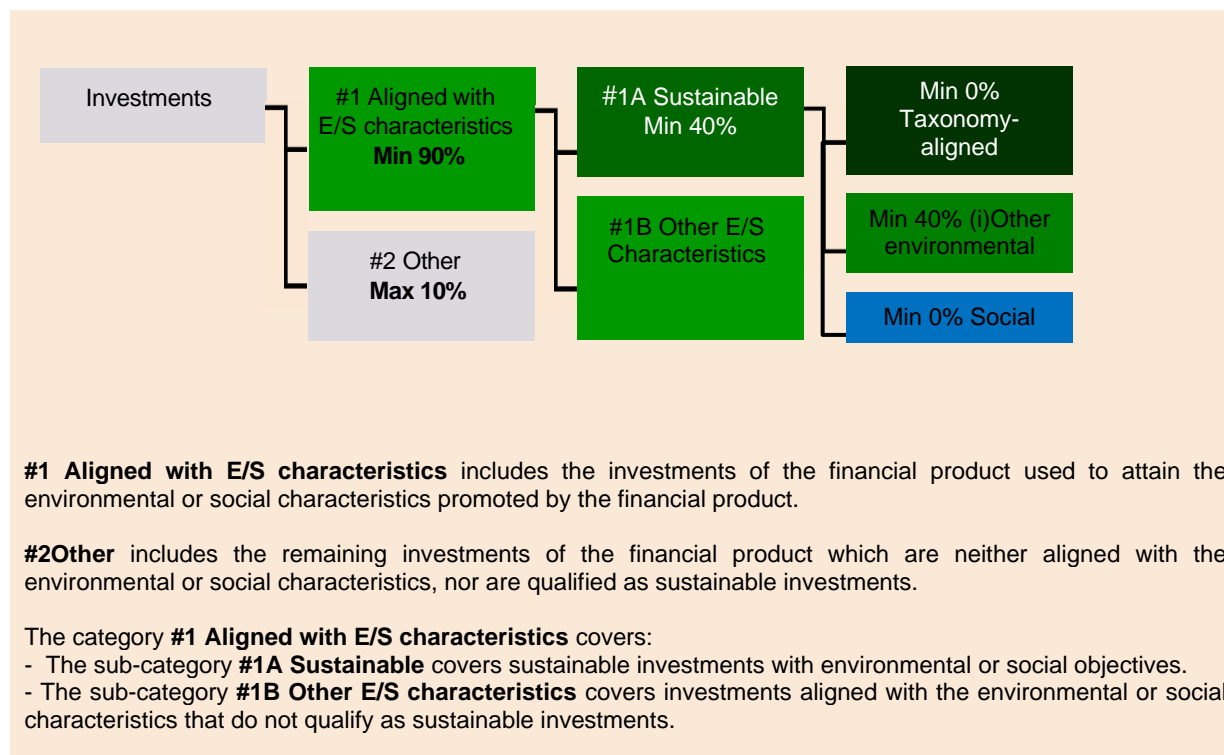 Investments
#1 Aligned with
E/S characteristics
Min 90%
#2 Other
Max 10%
#1A Sustainable
Min 40%
#1B Other E/S
Characteristics
Min 0%
Taxonomy-
aligned
Min 40% (i)Other
environmental
Min 0% Social
#1 Aligned with E/S characteristics includes the investments of the financial product used to attain the
environmental or social characteristics promoted by the financial product.
#2Other includes the remaining investments of the financial product which are neither aligned with the
environmental or social characteristics, nor are qualified as sustainable investments.
The category #1 Aligned with E/S characteristics covers:
- The sub-category #1A Sustainable covers sustainable investments with environmental or social objectives.
- The sub-category #1B Other E/S characteristics covers investments aligned with the environmental or social
characteristics that do not qualify as sustainable investments.